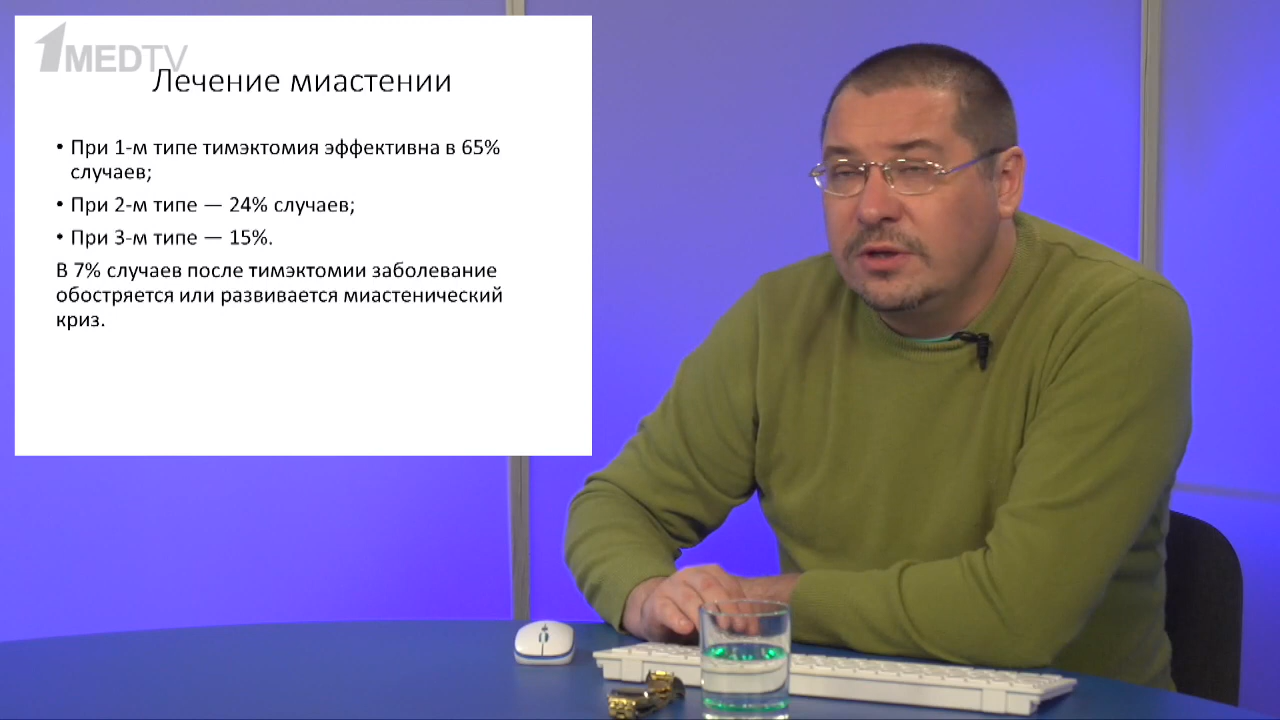 1MEDTV
Лечение миастении
• При 1-м типе тимэктомия эффективна в 65%
случаев;
• При 2-м типе — 24% случаев;
• При 3-м типе — 15%.
В 7% случаев после тимэктомии заболевание
обостряется или развивается миастенический
криз.